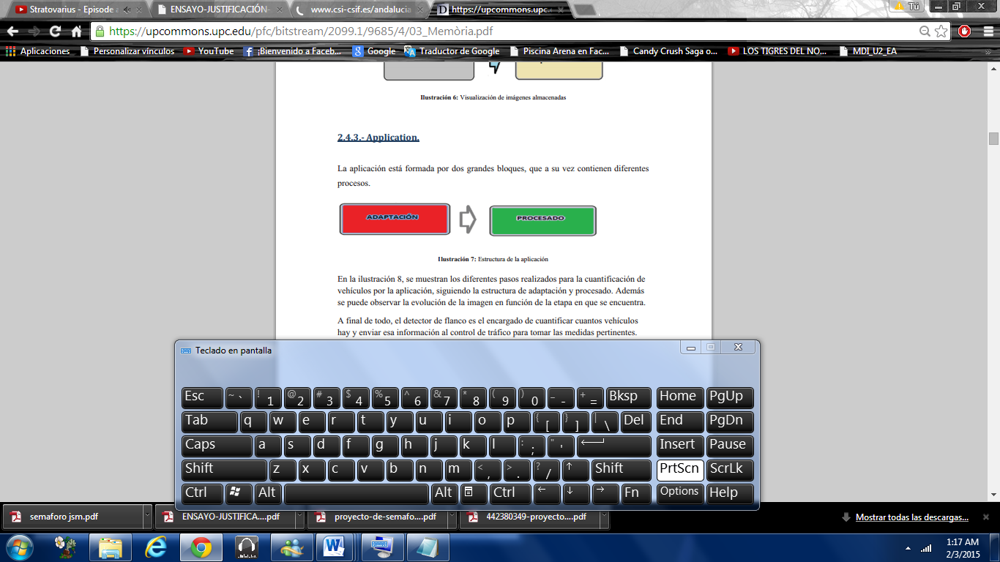 Stratovarius - Episode a
ENSAYO-JUSTIFICACIÓN-
www.csi-csif.es/andalucia
https://upcommons.upc.
Tú
https://upcommons.upc.edu/pfc/bitstream/2099.1/9685/4/03_Memòria.pdf
Aplicaciones Personalizar vínculos YouTube ¡Bienvenido a Faceb... Google Traductor de Google Piscina Arena en Fac... Candy Crush Saga o... LOS TIGRES DEL NO... MDI_U2_EA »
Ilustración 6: Visualización de imágenes almacenadas
2.4.3.- Application.
La aplicación está formada por dos grandes bloques, que a su vez contienen diferentes
procesos.
ADAPTACIÓN
PROCESADO
Ilustración 7: Estructura de la aplicación
En la ilustración 8, se muestran los diferentes pasos realizados para la cuantificación de
vehículos por la aplicación, siguiendo la estructura de adaptación y procesado. Además
se puede observar la evolución de la imagen en función de la etapa en que se encuentra.
A final de todo, el detector de flanco es el encargado de cuantificar cuantos vehículos
hay y enviar esa información al control de tráfico para tomar las medidas pertinentes.
Teclado en pantalla
Esc ~ ` ! 1 @ 2 # 3 $ 4 % 5 ^ 6 & 7 * 8 ( 9 ) 0 _ - + = Bksp Home PgUp
Tab q w e r t y u i o p { [ } ] | \ Del End PgDn
Caps a s d f g h j k l : ; " ' Insert Pause
Shift z x c v b n m < , > . ? / ↑ Shift PrtScn ScrLk
Ctrl Alt Alt Ctrl ← ↓ → Fn Options Help
semaforo jsm.pdf
ENSAYO-JUSTIFICA....pdf
proyecto-de-semafo....pdf
442380349-proyecto....pdf
Mostrar todas las descargas...
1:17 AM
2/3/2015